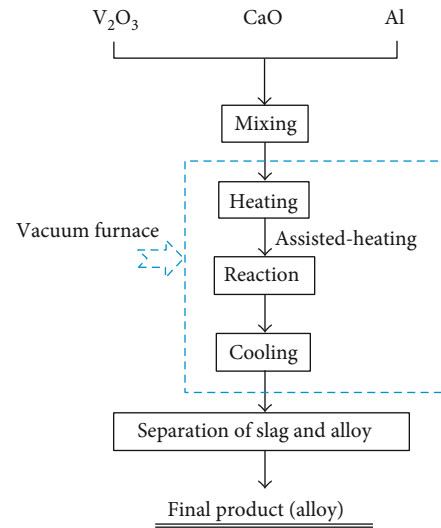 V₂O₃ CaO Al
Mixing
Heating
Assisted-heating
Vacuum furnace
Reaction
Cooling
Separation of slag and alloy
Final product (alloy)